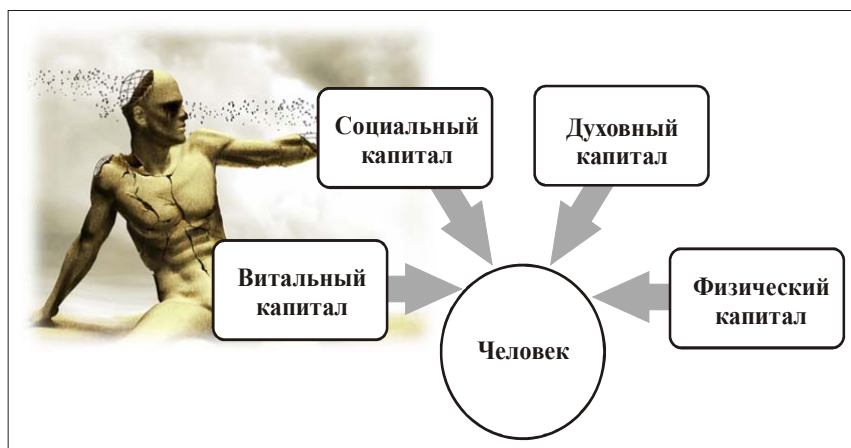 Социальный
капитал
Духовный
капитал
Витальный
капитал
Физический
капитал
Человек